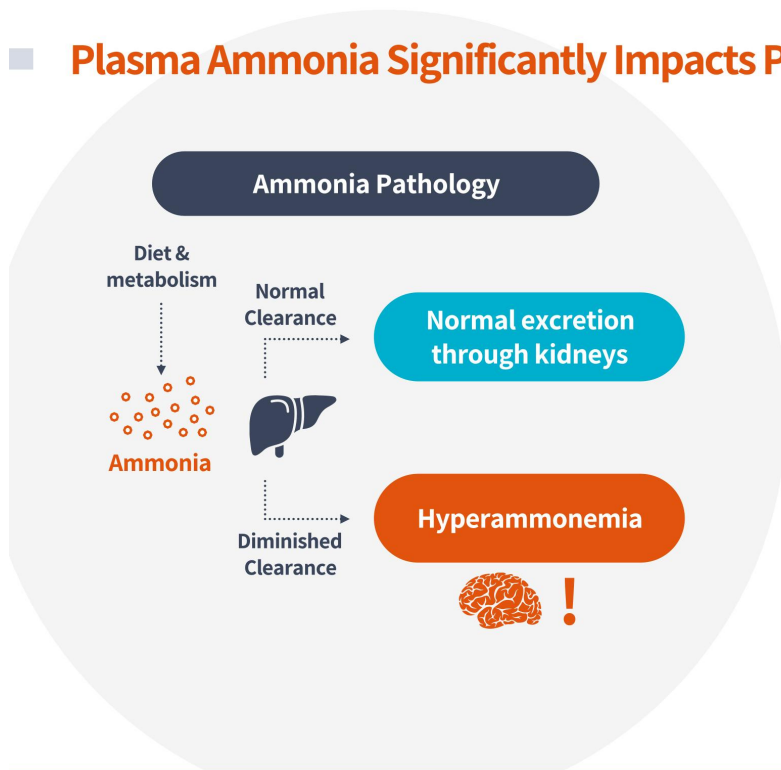 Plasma Ammonia Significantly Impacts P
Ammonia Pathology
Diet &
metabolism
Ammonia
Normal
Clearance
Normal excretion
through kidneys
Diminished
Clearance
Hyperammonemia
!